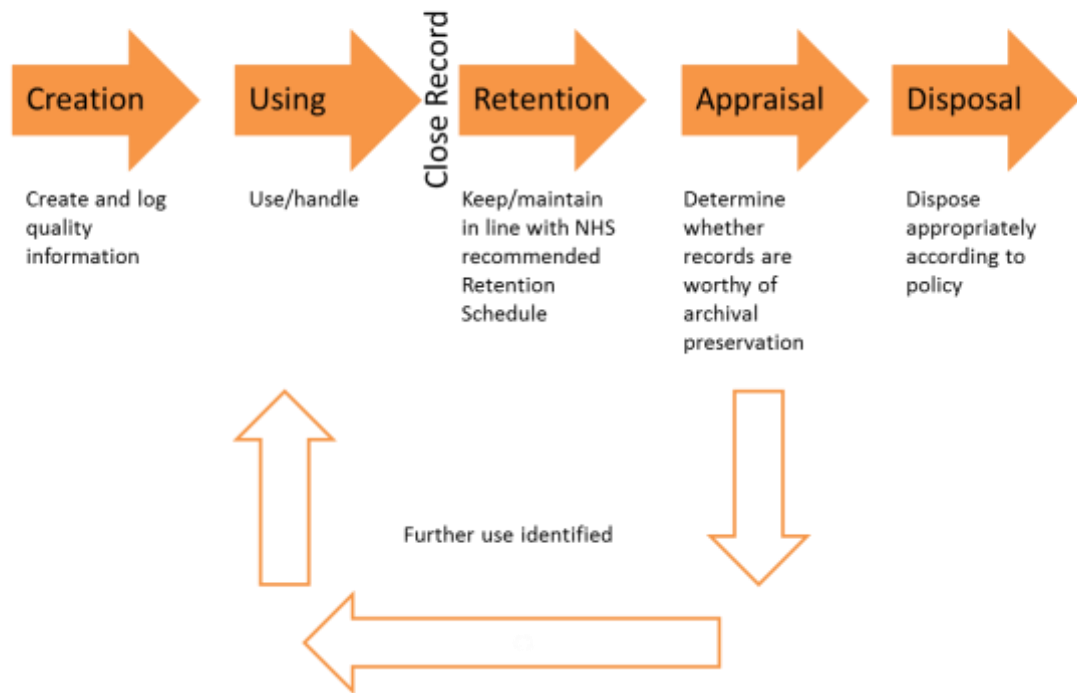 Creation
Using
Close Record
Retention
Appraisal
Disposal
Create and log
quality
information
Use/handle
Keep/maintain
in line with NHS
recommended
Retention
Schedule
Determine
whether
records are
worthy of
archival
preservation
Dispose
appropriately
according to
policy
Further use identified